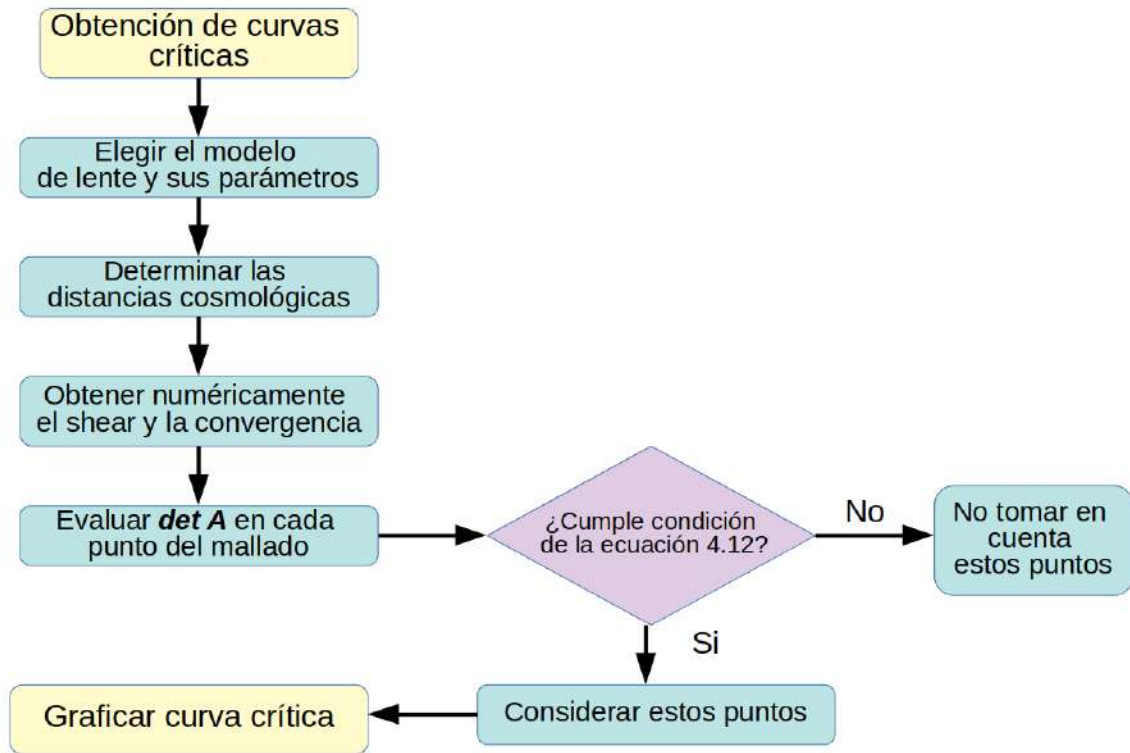 Obtención de curvas
críticas
Elegir el modelo
de lente y sus parámetros
Determinar las
distancias cosmológicas
Obtener numéricamente
el shear y la convergencia
Evaluar det A en cada
punto del mallado
¿Cumple condición
de la ecuación 4.12?
No
No tomar en
cuenta
estos puntos
Si
Considerar estos puntos
Graficar curva crítica